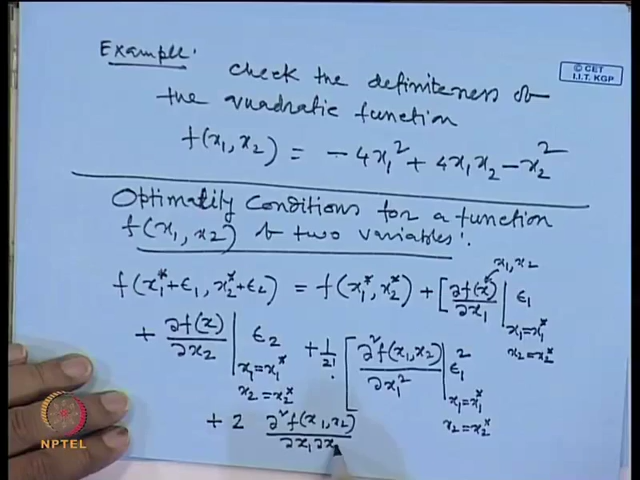 Example:
© CET
I.I.T. KGP
Check the definiteness of
the quadratic function
f(x₁, x₂) = -4x₁² + 4x₁x₂ - x₂²
Optimality Conditions for a function
f(x₁, x₂) of two variables:
x₁, x₂
f(x₁*+ϵ₁, x₂*+ϵ₂) = f(x₁*, x₂*) + [∂f(x)/∂x₁ | ϵ₁
x₁=x₁*
x₂=x₂*
+ ∂f(x)/∂x₂ | ϵ₂ + 1/2! [∂²f(x₁,x₂)/∂x₁² | ϵ₁²
x₁=x₁*
x₂=x₂*
x₁=x₁*
x₂=x₂*
+ 2 ∂²f(x₁,x₂)/∂x₁∂x₂
NPTEL